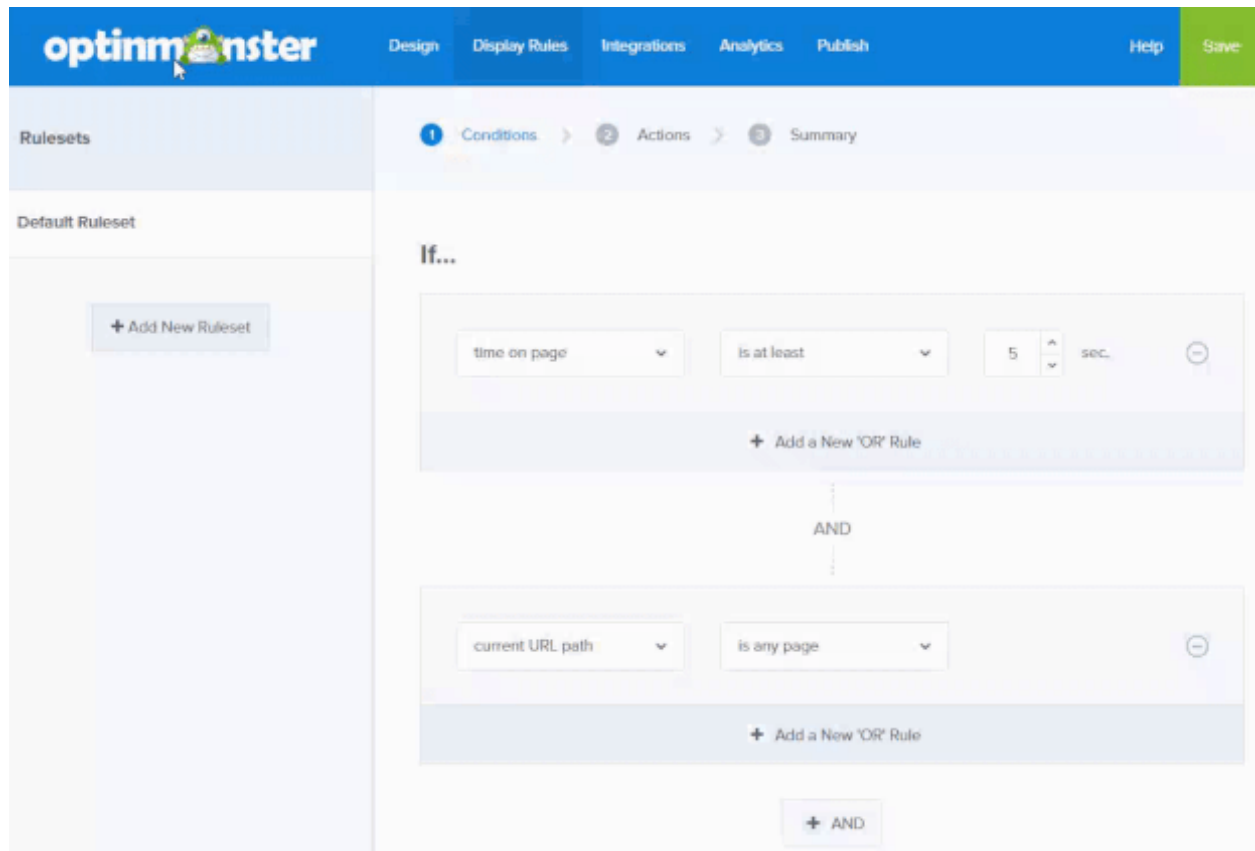 optinmonster Design Display Rules Integrations Analytics Publish Help Save
Rulesets
1 Conditions > 2 Actions > 3 Summary
Default Ruleset
If...
+ Add New Ruleset
time on page is at least 5 sec.
+ Add a New 'OR' Rule
AND
current URL path is any page
+ Add a New 'OR' Rule
+ AND